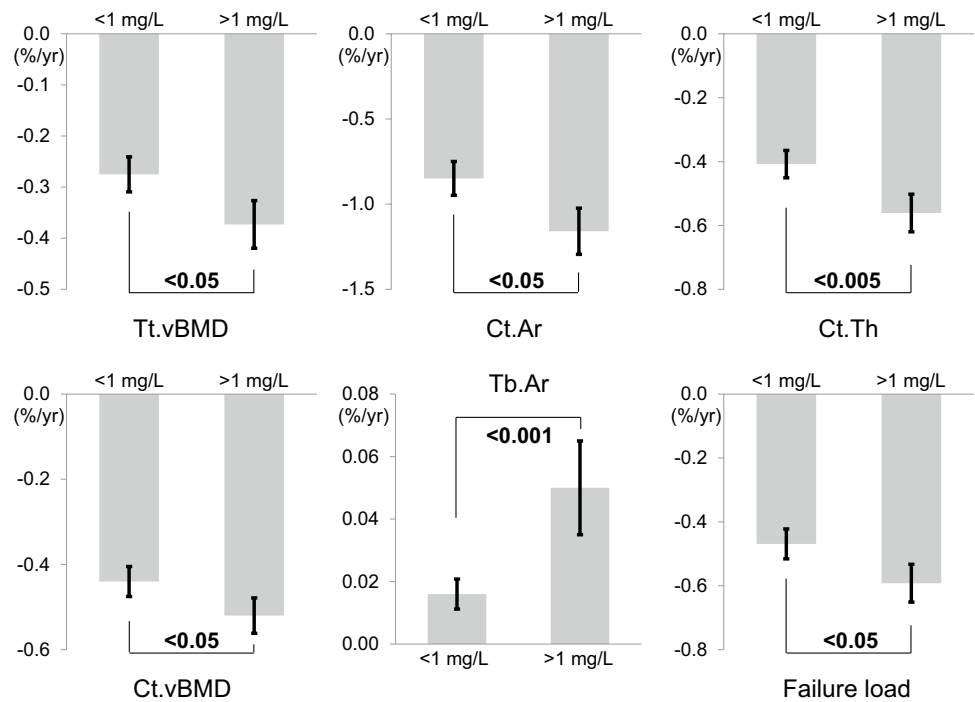 <1 mg/L >1 mg/L
0.0
(%/yr)
-0.1
-0.2
-0.3
-0.4
-0.5
<0.05
Tt.vBMD
<1 mg/L >1 mg/L
0.0
(%/yr)
-0.5
-1.0
-1.5
<0.05
Ct.Ar
<1 mg/L >1 mg/L
0.0
(%/yr)
-0.2
-0.4
-0.6
-0.8
<0.005
Ct.Th
<1 mg/L >1 mg/L
0.0
(%/yr)
-0.2
-0.4
-0.6
<0.05
Ct.vBMD
Tb.Ar
0.08
(%/yr)
0.06
0.04
0.02
0.00
<0.001
<1 mg/L >1 mg/L
<1 mg/L >1 mg/L
0.0
(%/yr)
-0.2
-0.4
-0.6
-0.8
<0.05
Failure load